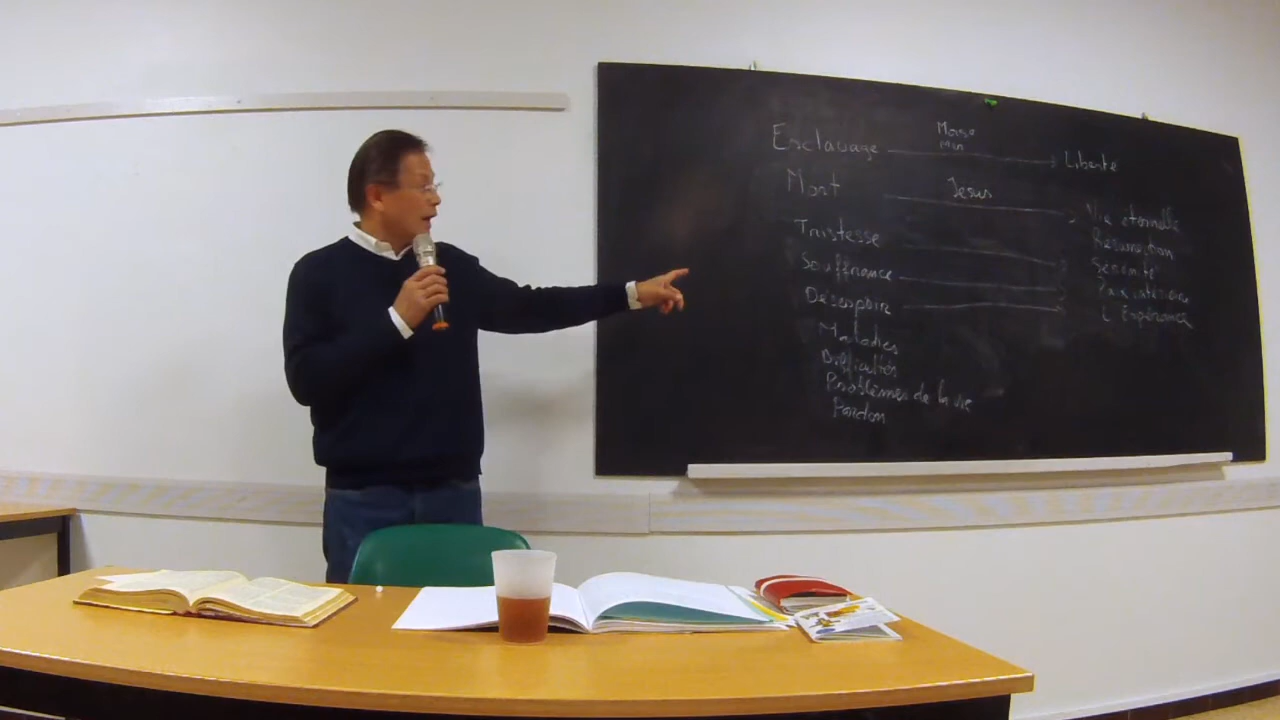 Esclavage Moïse Liberté
Mort Jésus Vie éternelle
Résurrection
Tristesse Sérénité
Souffrance Paix intérieure
Désespoir L'Espérance
Maladies
Difficultés
Problèmes de la vie
Pardon